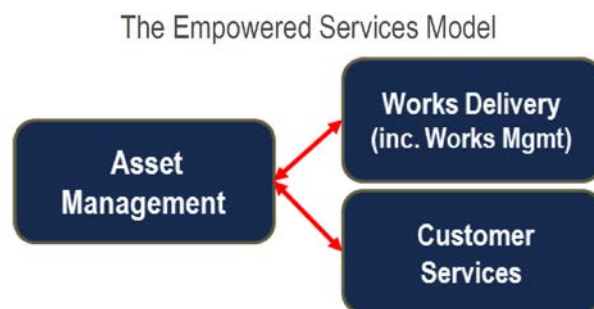 The Empowered Services Model
Asset
Management
Works Delivery
(inc. Works Mgmt)
Customer
Services